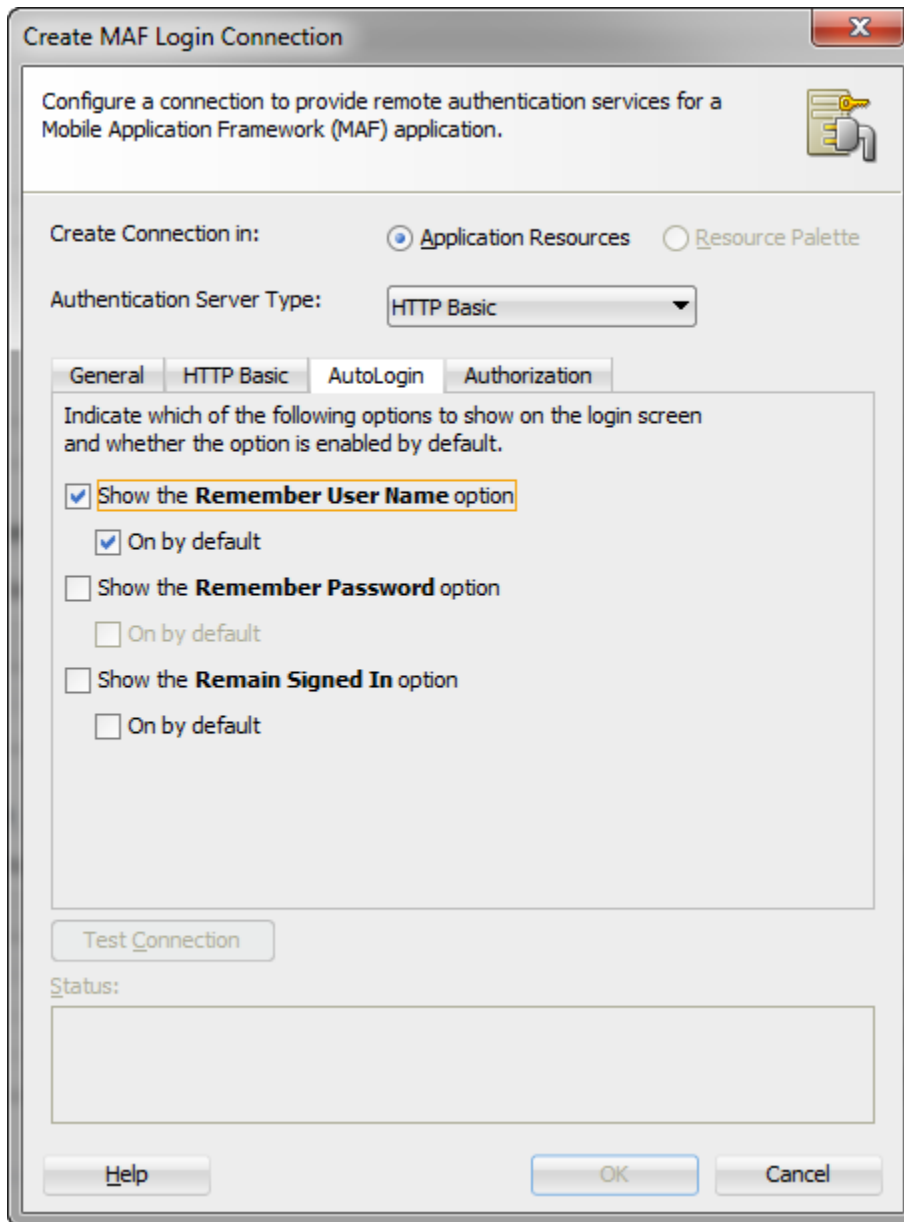 Create MAF Login Connection
Configure a connection to provide remote authentication services for a
Mobile Application Framework (MAF) application.
Create Connection in:
Application Resources
Resource Palette
Authentication Server Type:
HTTP Basic
General
HTTP Basic
AutoLogin
Authorization
Indicate which of the following options to show on the login screen
and whether the option is enabled by default.
Show the Remember User Name option
On by default
Show the Remember Password option
On by default
Show the Remain Signed In option
On by default
Test Connection
Status:
Help
OK
Cancel